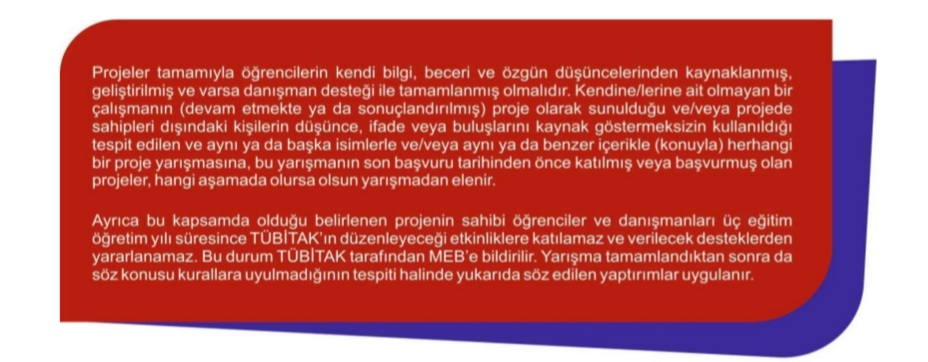 Projeler tamamıyla öğrencilerin kendi bilgi, beceri ve özgün düşüncelerinden kaynaklanmış,
geliştirilmiş ve varsa danışman desteği ile tamamlanmış olmalıdır. Kendine/lerine ait olmayan bir
çalışmanın (devam etmekte ya da sonuçlandırılmış) proje olarak sunulduğu ve/veya projede
sahipleri dışındaki kişilerin düşünce, ifade veya buluşlarını kaynak göstermeksizin kullanıldığı
tespit edilen ve aynı ya da başka isimlerle ve/veya aynı ya da benzer içerikle (konuyla) herhangi
bir proje yarışmasına, bu yarışmanın son başvuru tarihinden önce katılmış veya başvurmuş olan
projeler, hangi aşamada olursa olsun yarışmadan elenir.
Ayrıca bu kapsamda olduğu belirlenen projenin sahibi öğrenciler ve danışmanları üç eğitim
öğretim yılı süresince TÜBİTAK'ın düzenleyeceği etkinliklere katılamaz ve verilecek desteklerden
yararlanamaz. Bu durum TÜBİTAK tarafından MEB'e bildirilir. Yarışma tamamlandıktan sonra da
söz konusu kurallara uyulmadığının tespiti halinde yukarıda söz edilen yaptırımlar uygulanır.